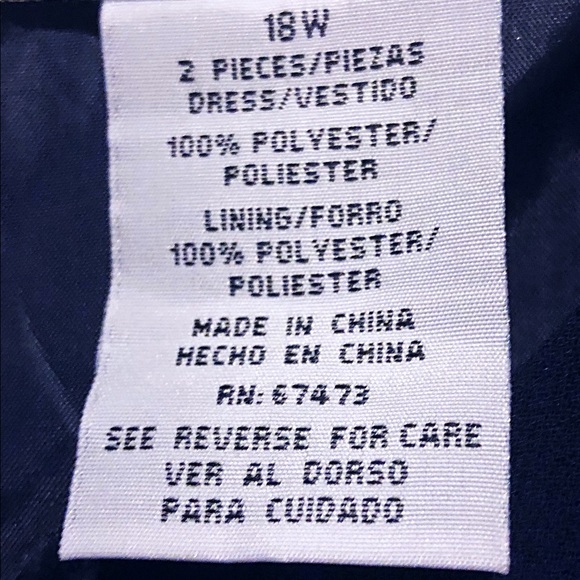 18W
2 PIECES/PIEZAS
DRESS/VESTIDO
100% POLYESTER/
POLIESTER
LINING/FORRO
100% POLYESTER/
POLIESTER
MADE IN CHINA
HECHO EN CHINA
RN: 67473
SEE REVERSE FOR CARE
VER AL DORSO
PARA CUIDADO